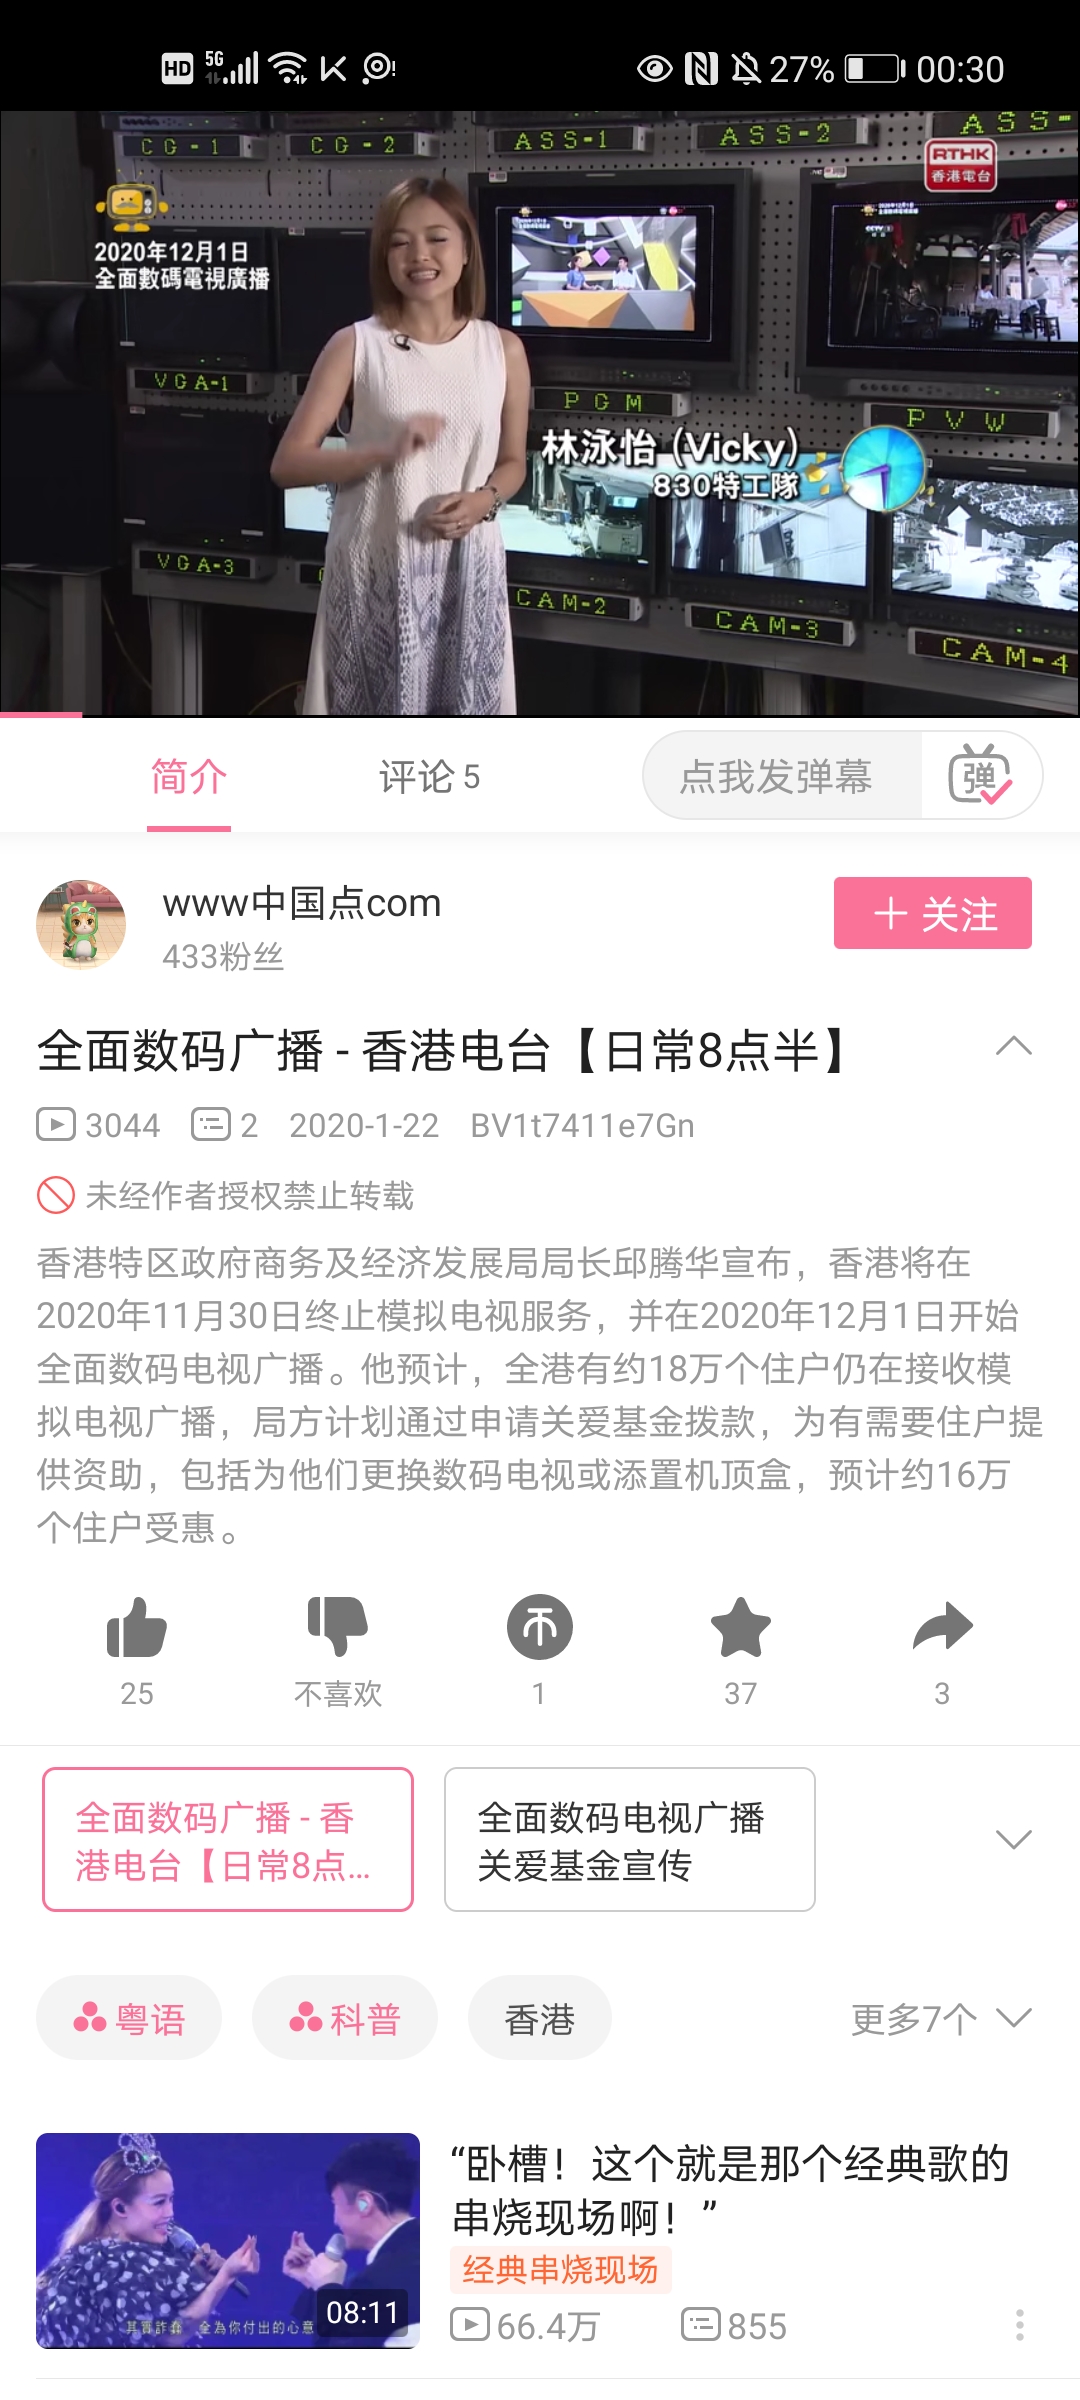 HD 5G 27% 00:30
CG-1 CG-2 ASS-1 ASS-2 ASS-
RTHK
香港電台
2020年12月1日
全面數碼電視廣播
VGA-1
PGM
PVW
林泳怡 (Vicky)
830特工隊
VGA-3
CAM-2
CAM-3
CAM-4
简介 评论 5 点我发弹幕 弹
www中国点com
433粉丝
+ 关注
全面数码广播 - 香港电台【日常8点半】
3044 2 2020-1-22 BV1t7411e7Gn
未经作者授权禁止转载
香港特区政府商务及经济发展局局长邱腾华宣布，香港将在
2020年11月30日终止模拟电视服务，并在2020年12月1日开始
全面数码电视广播。他预计，全港有约18万个住户仍在接收模
拟电视广播，局方计划通过申请关爱基金拨款，为有需要住户提
供资助，包括为他们更换数码电视或添置机顶盒，预计约16万
个住户受惠。
25 不喜欢 1 37 3
全面数码广播 - 香
港电台【日常8点...
全面数码电视广播
关爱基金宣传
粤语 科普 香港 更多7个
“卧槽！这个就是那个经典歌的
串烧现场啊！”
经典串烧现场
其實詐 全為你付出的心意
08:11
66.4万 855